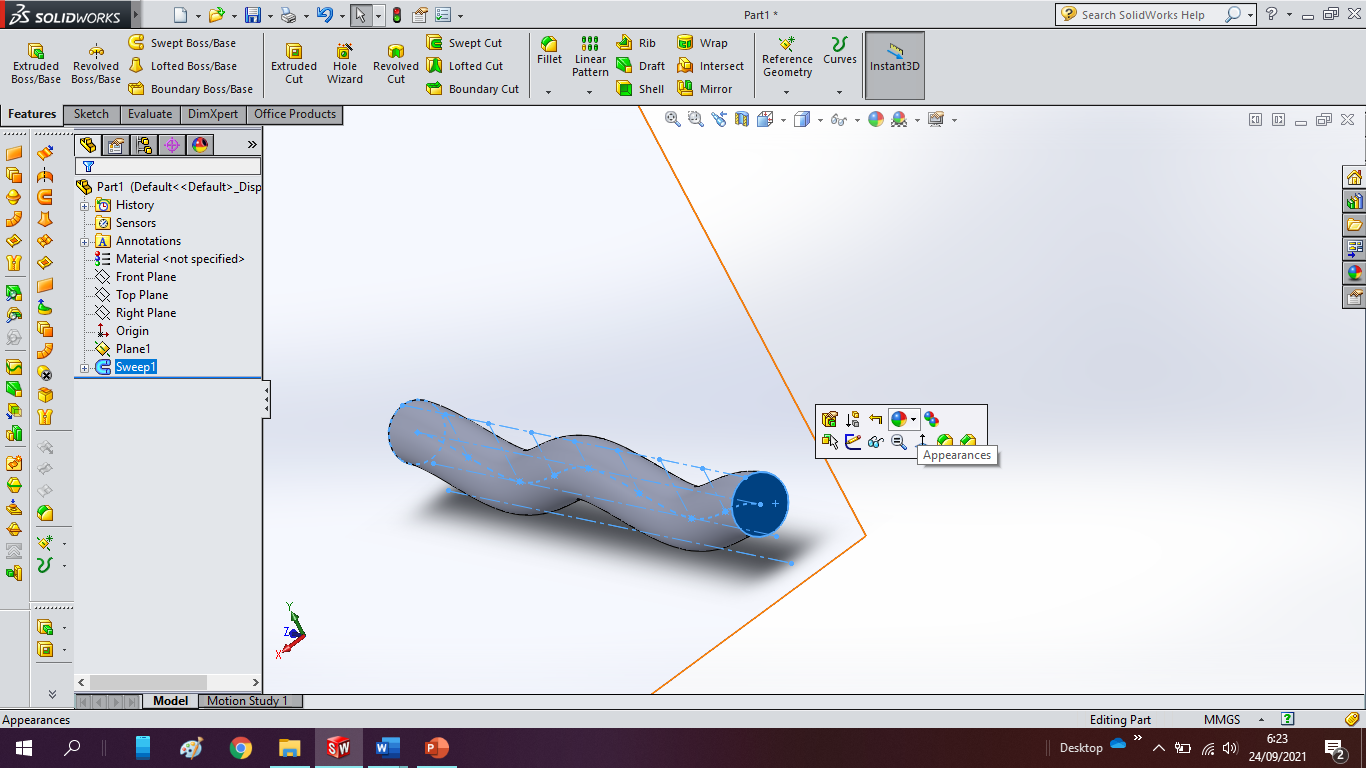 SOLIDWORKS
Part1 *
Search SolidWorks Help
Extruded Boss/Base
Revolved Boss/Base
Swept Boss/Base
Lofted Boss/Base
Boundary Boss/Base
Extruded Cut
Hole Wizard
Revolved Cut
Swept Cut
Lofted Cut
Boundary Cut
Fillet
Linear Pattern
Rib
Draft
Shell
Wrap
Intersect
Mirror
Reference Geometry
Curves
Instant3D
Features
Sketch
Evaluate
DimXpert
Office Products
Part1 (Default<<Default>_Disp
History
Sensors
Annotations
Material <not specified>
Front Plane
Top Plane
Right Plane
Origin
Plane1
Sweep1
Appearances
Y
Z
X
Model
Motion Study 1
Appearances
Editing Part
MMGS
Desktop
6:23
24/09/2021
2